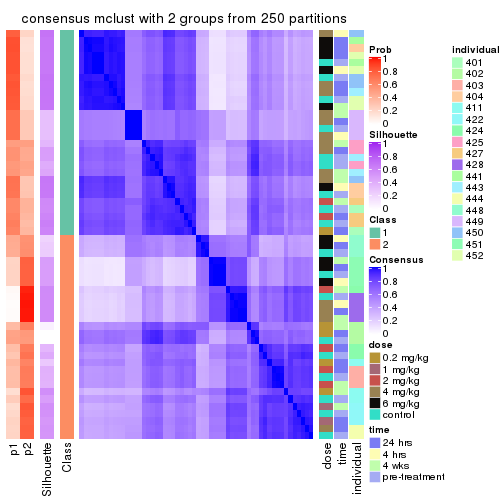 consensus mclust with 2 groups from 250 partitions
p1
p2
Silhouette
Class
dose
time
individual
Prob
1
0.8
0.6
0.4
0.2
0
Silhouette
1
0.8
0.6
0.4
0.2
0
Class
1
2
Consensus
1
0.8
0.6
0.4
0.2
0
dose
0.2 mg/kg
1 mg/kg
2 mg/kg
4 mg/kg
6 mg/kg
control
time
24 hrs
4 hrs
4 wks
pre-treatment
individual
401
402
403
404
411
422
424
425
427
428
441
443
444
448
449
450
451
452